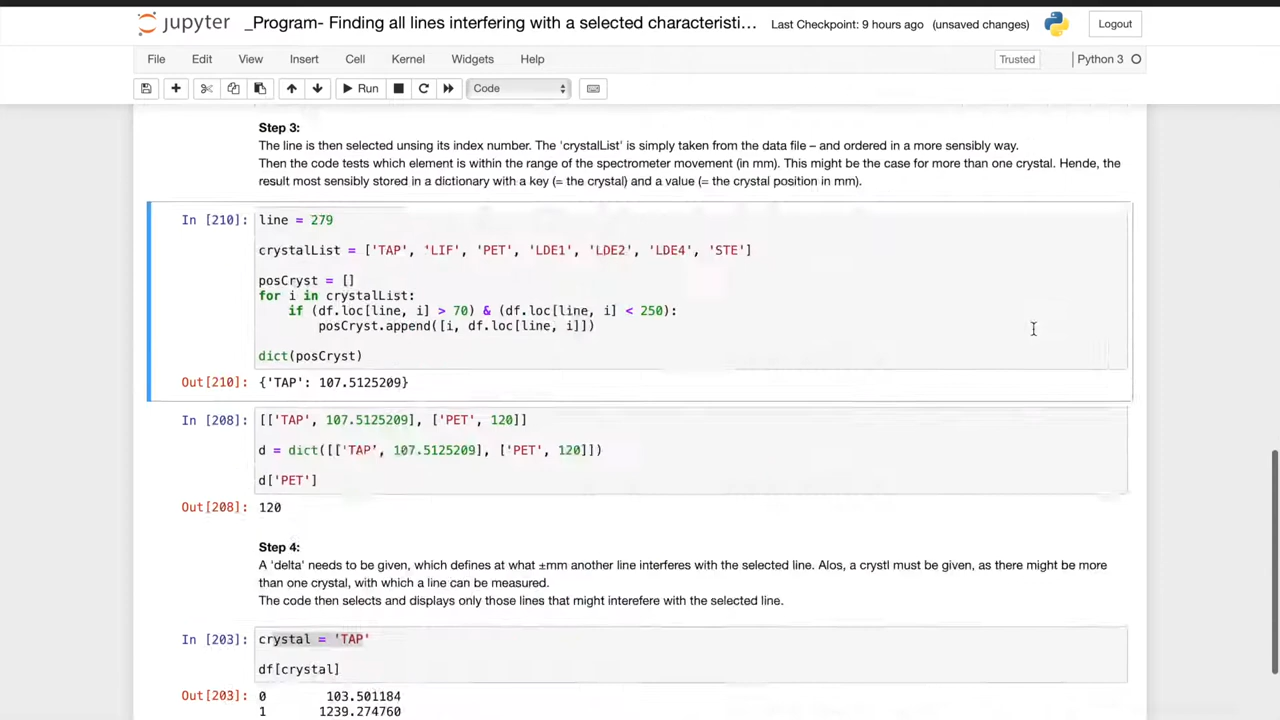 jupyter _Program- Finding all lines interfering with a selected characteristi... Last Checkpoint: 9 hours ago (unsaved changes) Logout
File Edit View Insert Cell Kernel Widgets Help Trusted Python 3
Run Code
Step 3:
The line is then selected unsing its index number. The 'crystalList' is simply taken from the data file – and ordered in a more sensibly way.
Then the code tests which element is within the range of the spectrometer movement (in mm). This might be the case for more than one crystal. Hende, the
result most sensibly stored in a dictionary with a key (= the crystal) and a value (= the crystal position in mm).
In [210]: line = 279
crystalList = ['TAP', 'LIF', 'PET', 'LDE1', 'LDE2', 'LDE4', 'STE']
posCryst = []
for i in crystalList:
if (df.loc[line, i] > 70) & (df.loc[line, i] < 250):
posCryst.append([i, df.loc[line, i]])
dict(posCryst)
Out[210]: {'TAP': 107.5125209}
In [208]: [['TAP', 107.5125209], ['PET', 120]]
d = dict([['TAP', 107.5125209], ['PET', 120]])
d['PET']
Out[208]: 120
Step 4:
A 'delta' needs to be given, which defines at what ±mm another line interferes with the selected line. Alos, a crystl must be given, as there might be more
than one crystal, with which a line can be measured.
The code then selects and displays only those lines that might interefere with the selected line.
In [203]: crystal = 'TAP'
df[crystal]
Out[203]: 0 103.501184
1 1239.274760